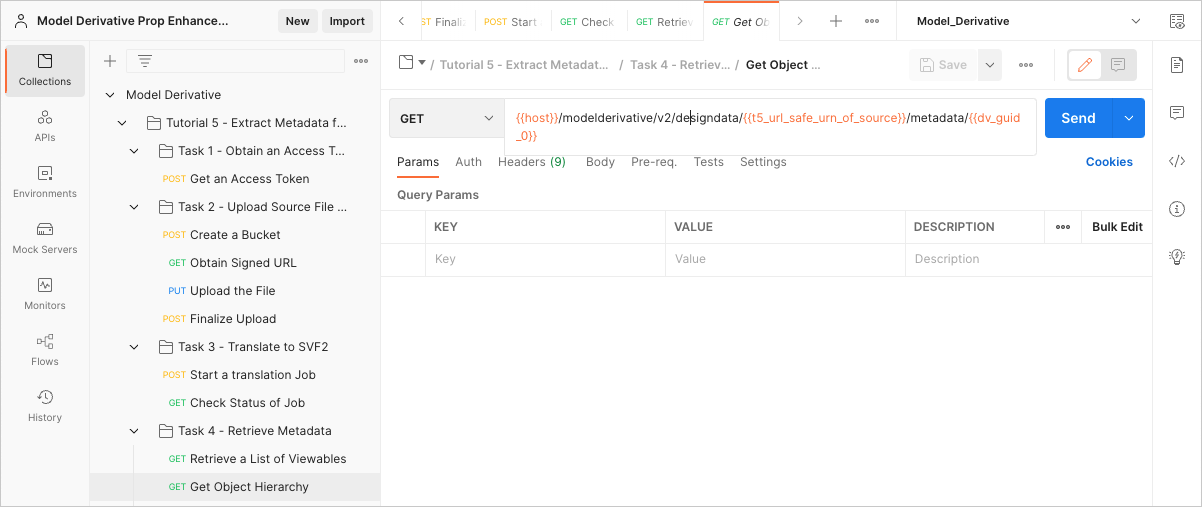 Model Derivative Prop Enhance...
New
Import
Collections
APIs
Environments
Mock Servers
Monitors
Flows
History
Model Derivative
Tutorial 5 - Extract Metadata f...
Task 1 - Obtain an Access T...
POST Get an Access Token
Task 2 - Upload Source File ...
POST Create a Bucket
GET Obtain Signed URL
PUT Upload the File
POST Finalize Upload
Task 3 - Translate to SVF2
POST Start a translation Job
GET Check Status of Job
Task 4 - Retrieve Metadata
GET Retrieve a List of Viewables
GET Get Object Hierarchy
ST Finaliz
POST Start
GET Check
GET Retriev
GET Get Ob
Model_Derivative
/ Tutorial 5 - Extract Metadat... / Task 4 - Retriev... / Get Object ...
Save
GET
{{host}}/modelderivative/v2/designdata/{{t5_url_safe_urn_of_source}}/metadata/{{dv_guid
_0}}
Send
Params Auth Headers (9) Body Pre-req. Tests Settings
Cookies
Query Params
KEY VALUE DESCRIPTION Bulk Edit
Key Value Description